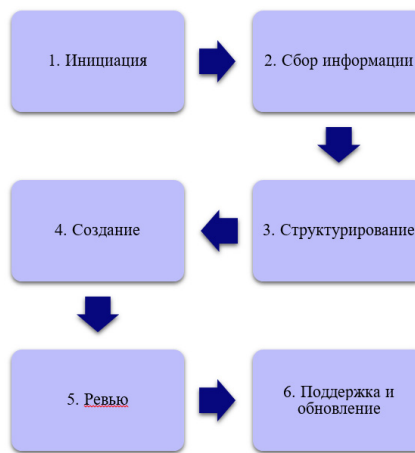 1. Инициация
2. Сбор информации
3. Структурирование
4. Создание
5. Ревью
6. Поддержка и
обновление